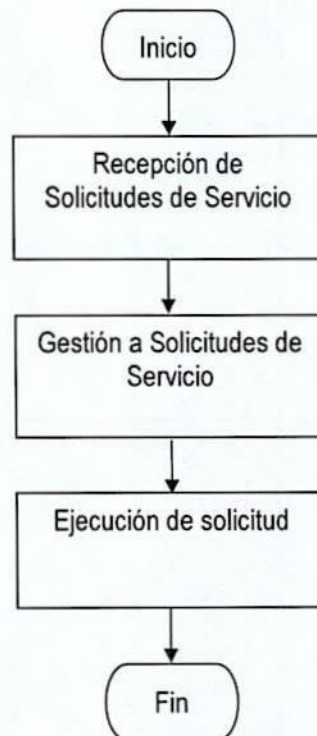 Inicio
Recepción de
Solicitudes de Servicio
Gestión a Solicitudes de
Servicio
Ejecución de solicitud
Fin